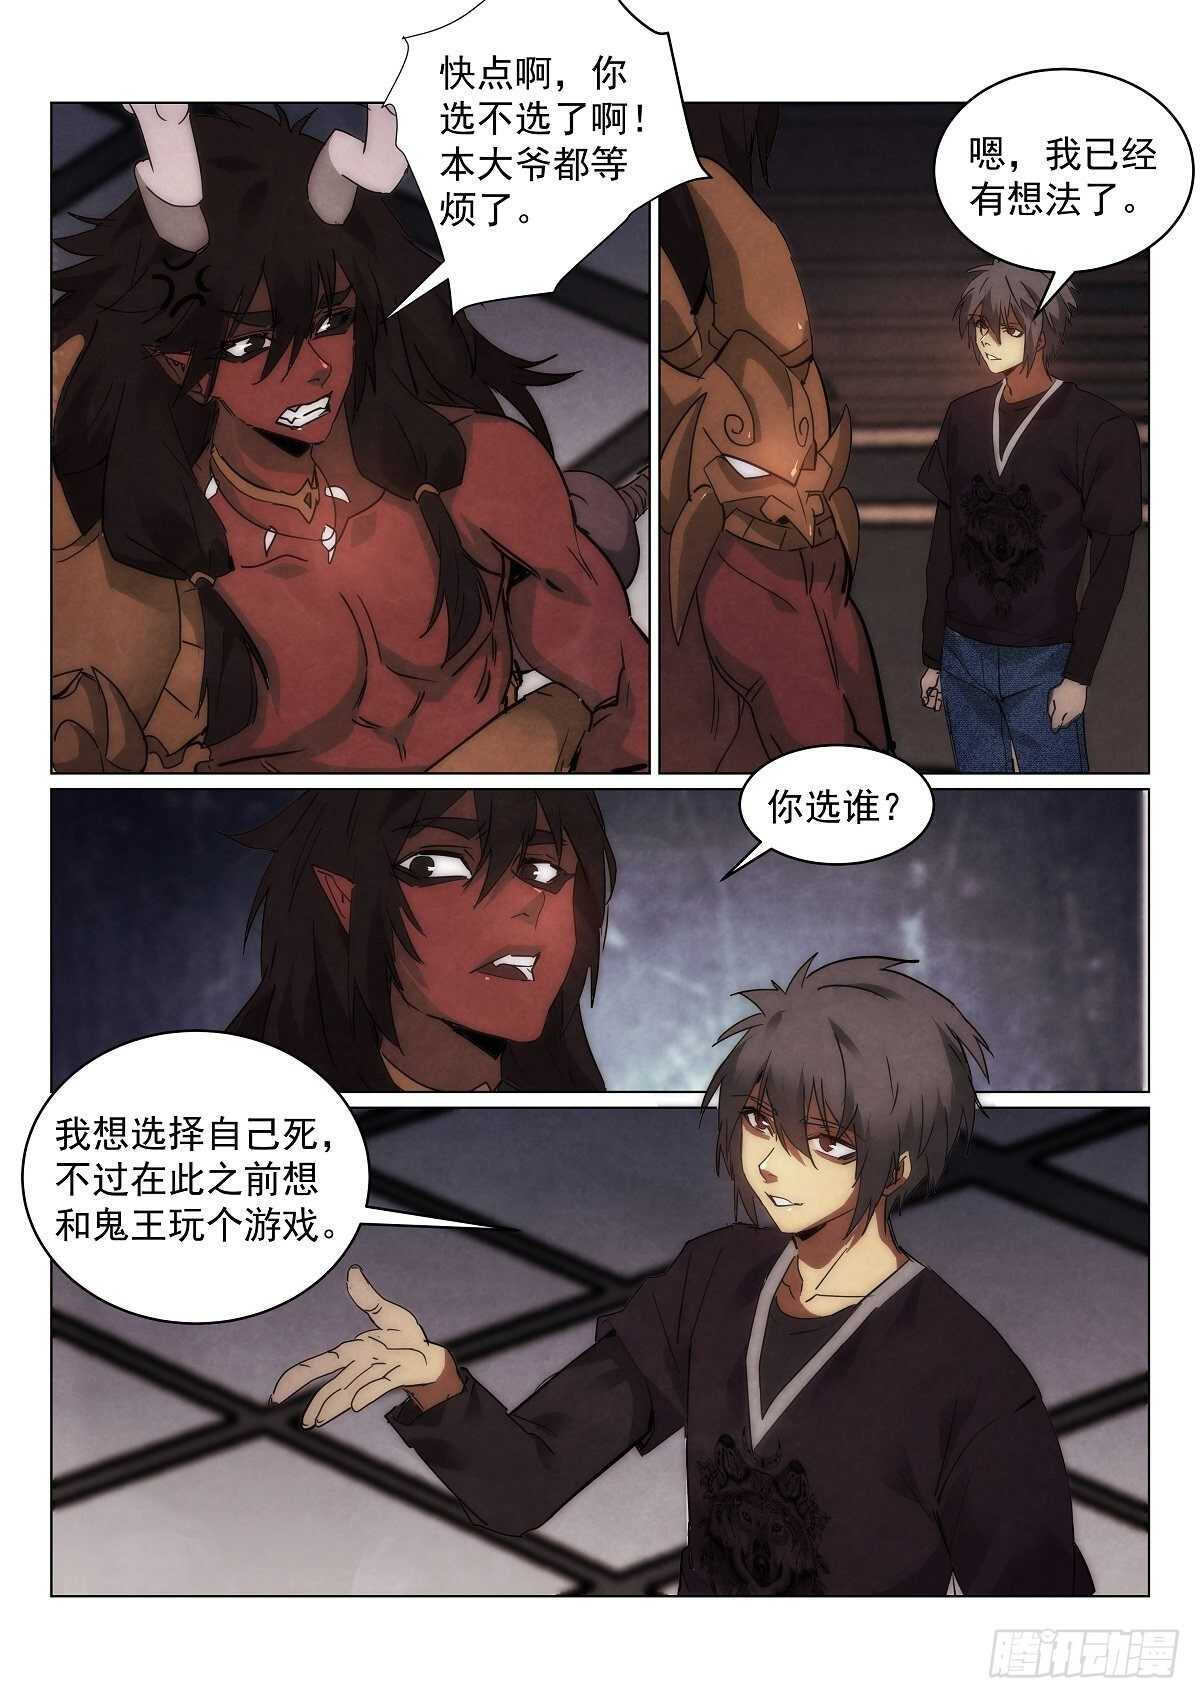 快点啊，你
选不选了啊！
本大爷都等
烦了。
嗯，我已经
有想法了。
你选谁？
我想选择自己死，
不过在此之前想
和鬼王玩个游戏。
腾讯动漫